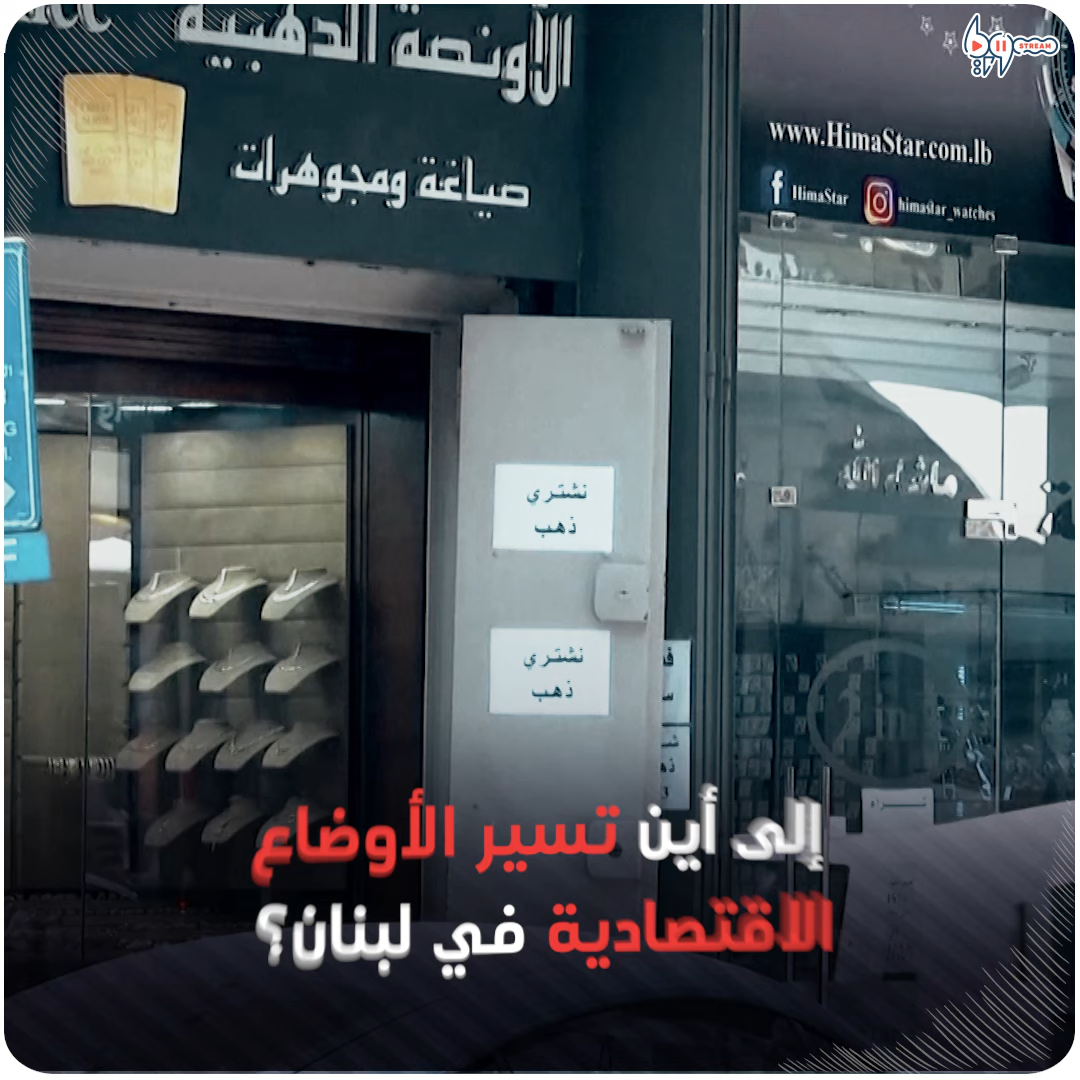 الأونصة الذهبية
صياغة ومجوهرات
STREAM
www.HimaStar.com.lb
HimaStar
himastar_watches
نشتري
ذهب
نشتري
ذهب
إلى أين تسير الأوضاع
الاقتصادية في لبنان؟